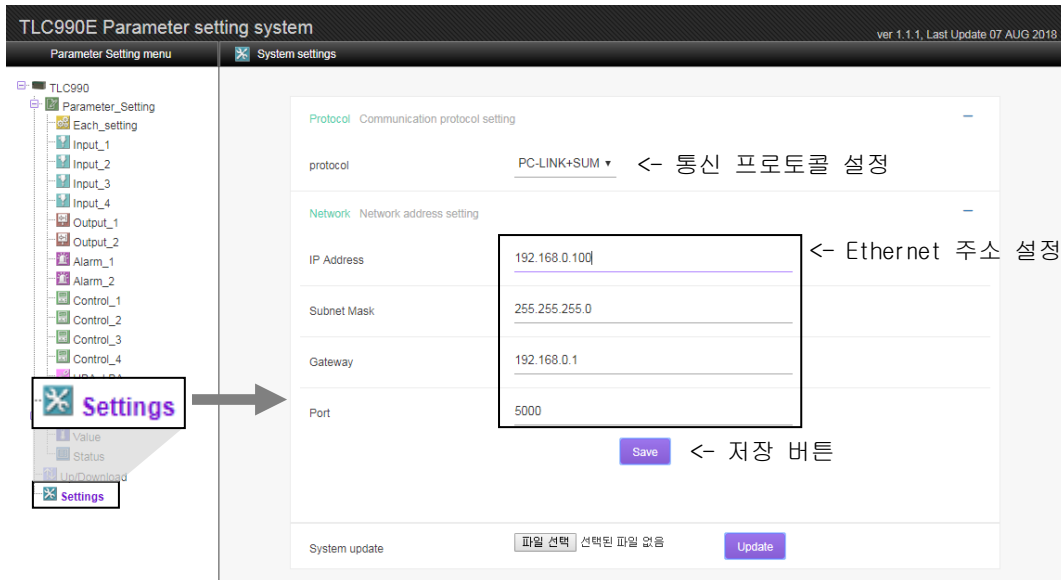 TLC990E Parameter setting system
ver 1.1.1, Last Update 07 AUG 2018
Parameter Setting menu
System settings
TLC990
Parameter_Setting
Each_setting
Input_1
Input_2
Input_3
Input_4
Output_1
Output_2
Alarm_1
Alarm_2
Control_1
Control_2
Control_3
Control_4
Settings
Value
Status
Up/Download
Settings
Protocol Communication protocol setting
protocol PC-LINK+SUM <- 통신 프로토콜 설정
Network Network address setting
<- Ethernet 주소 설정
IP Address 192.168.0.100
Subnet Mask 255.255.255.0
Gateway 192.168.0.1
Port 5000
Save <- 저장 버튼
System update 파일 선택 선택된 파일 없음 Update